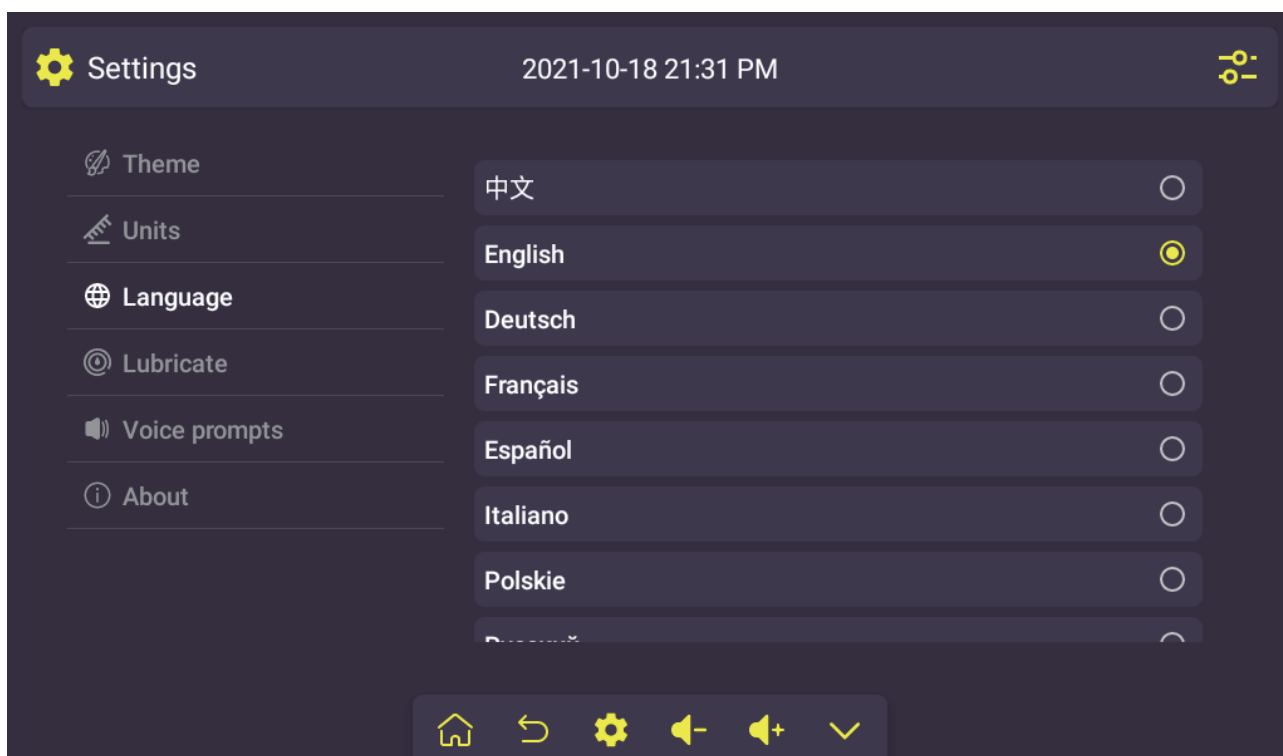 Settings
2021-10-18 21:31 PM
Theme
Units
Language
Lubricate
Voice prompts
About
中文
English
Deutsch
Français
Español
Italiano
Polskie